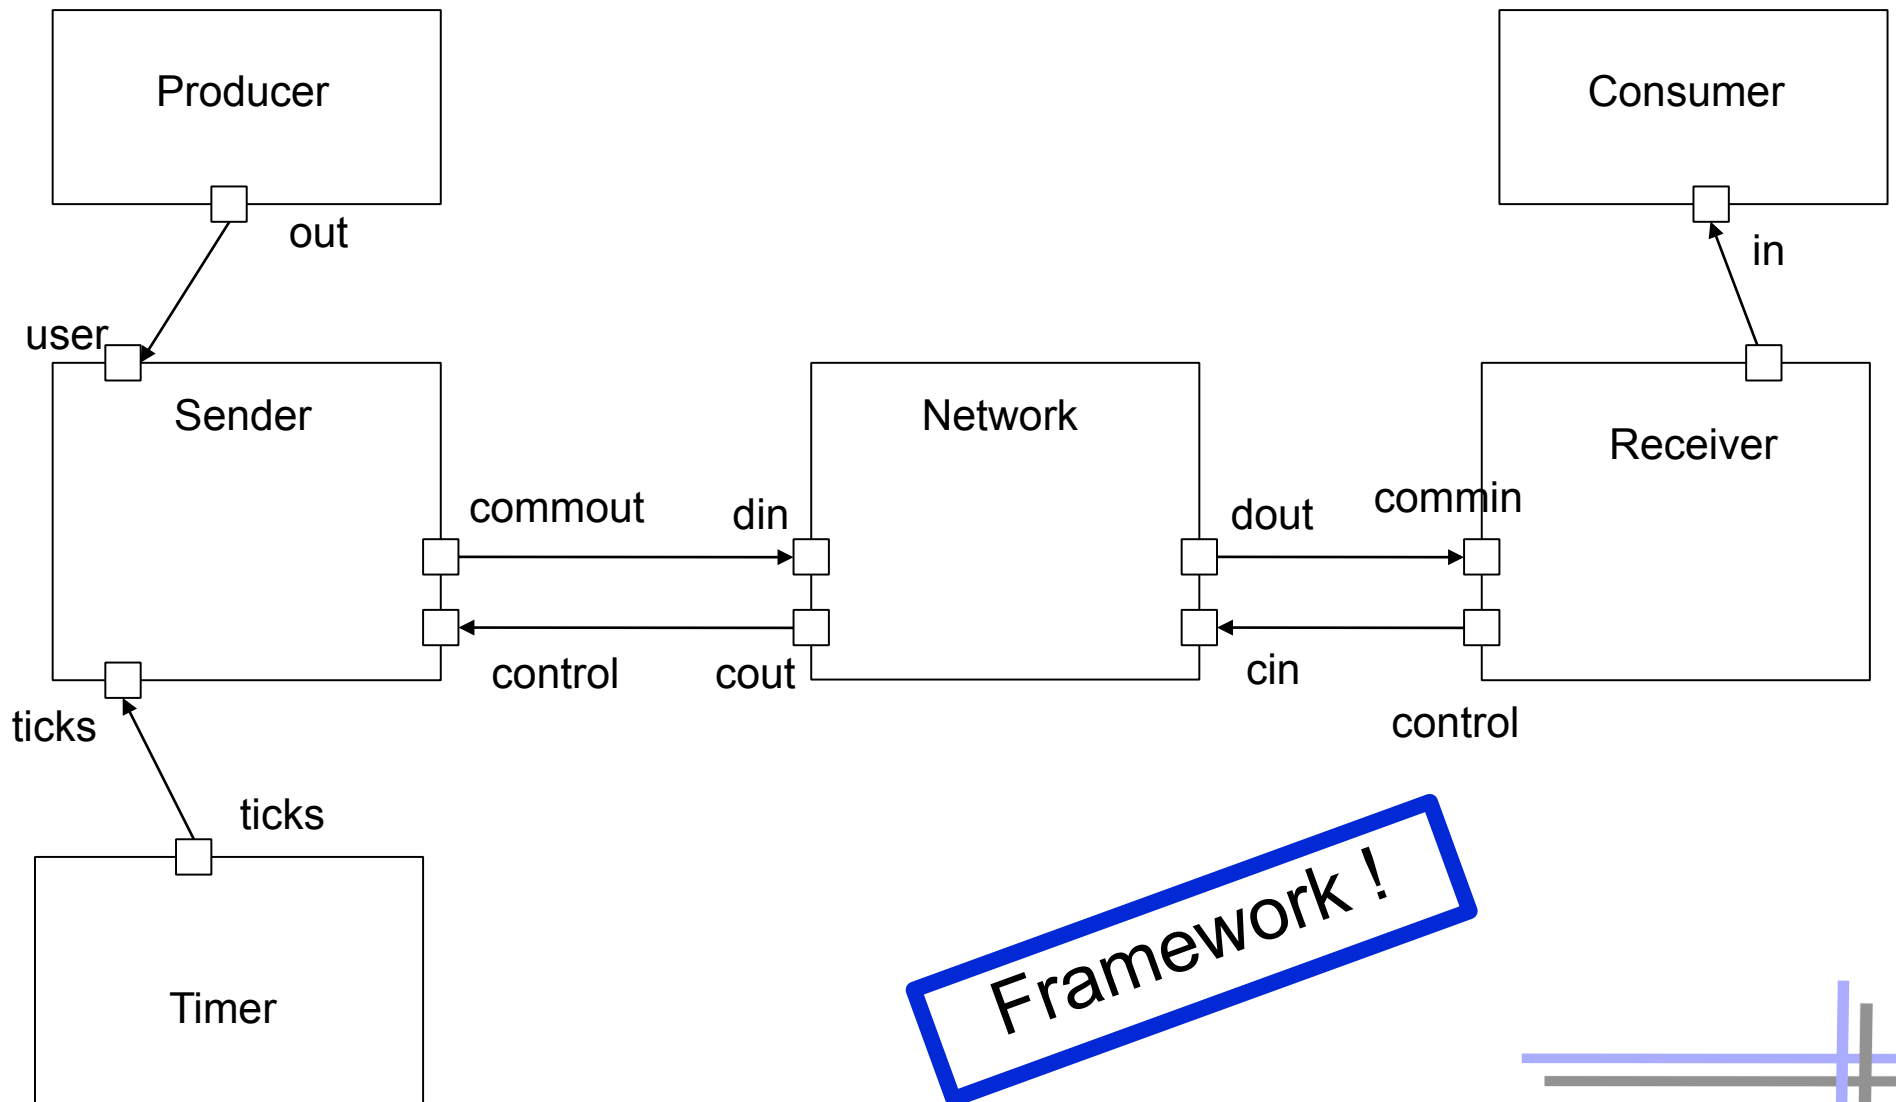 Producer
Consumer
out
in
user
Sender
Network
Receiver
commout
din
dout
commin
control
cout
cin
control
ticks
ticks
Framework !
Timer